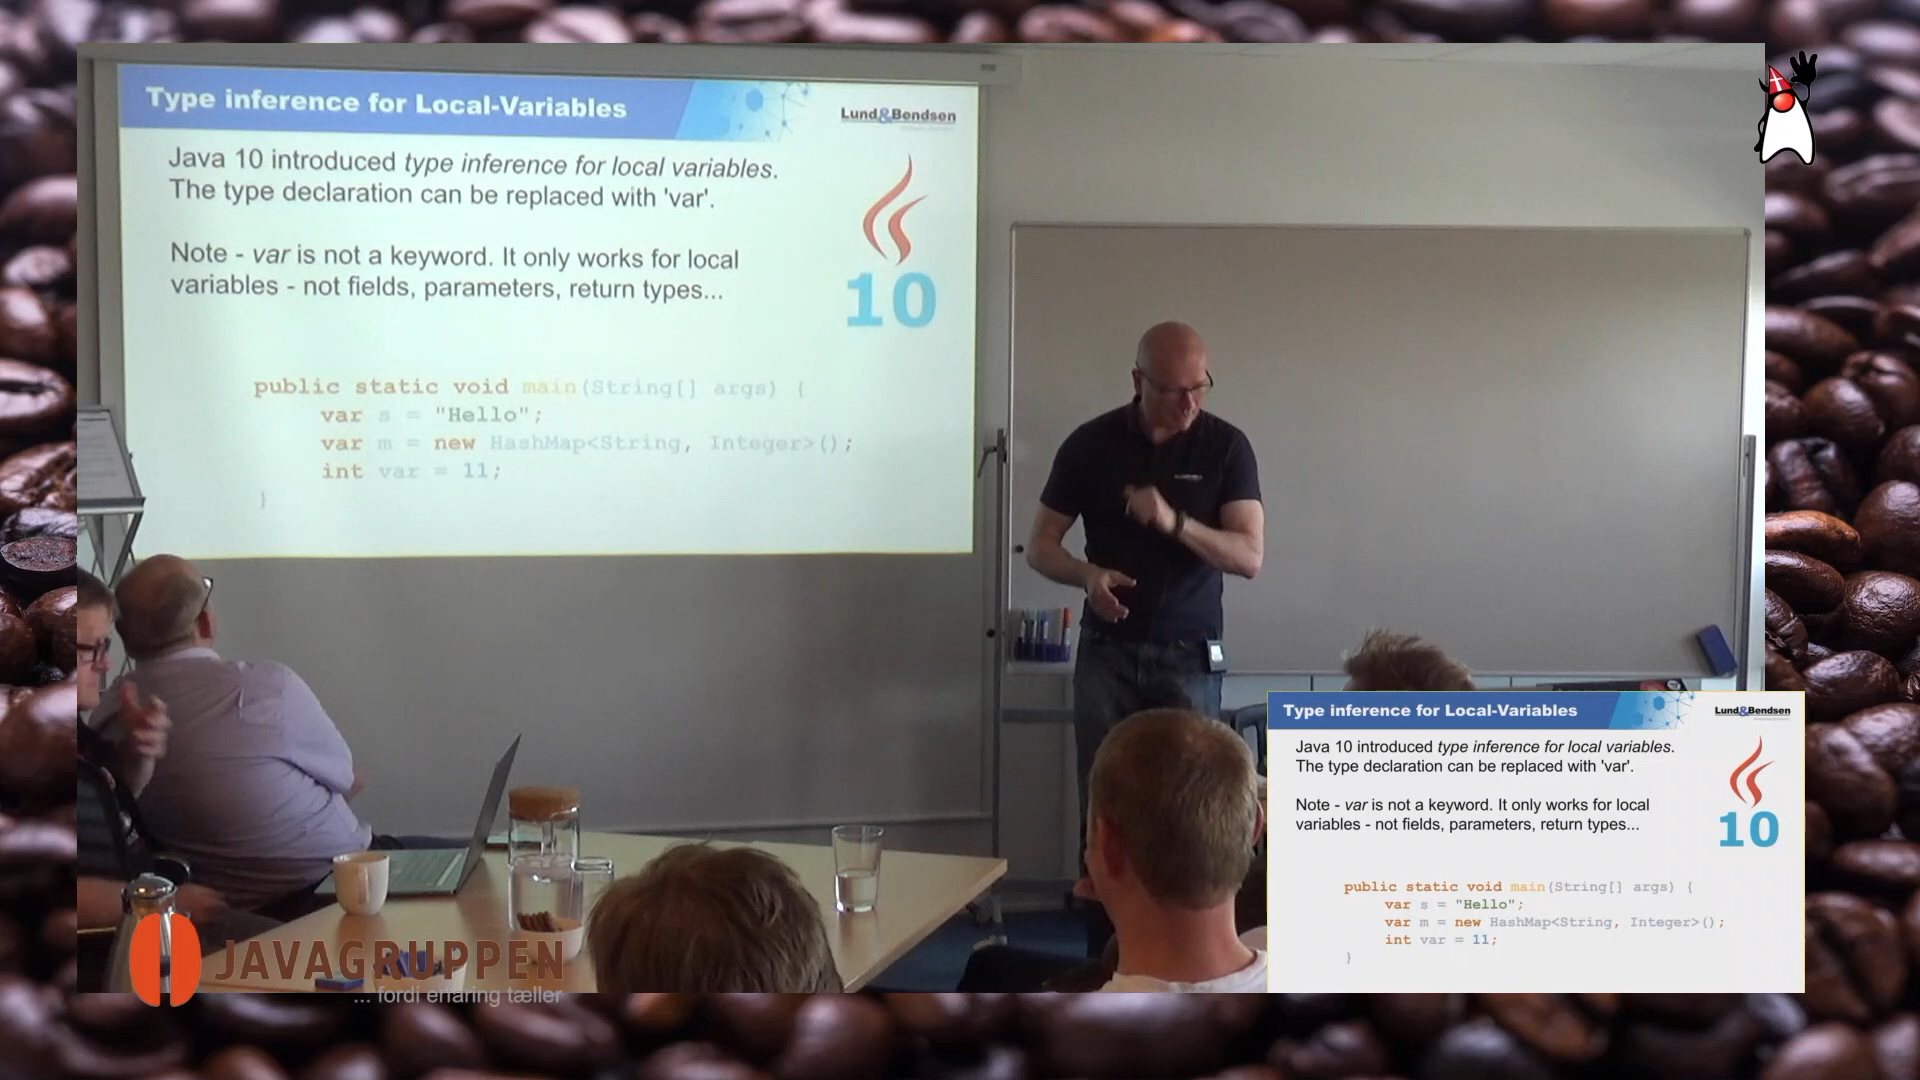 Type inference for Local-Variables
Lund&Bendsen
Java 10 introduced type inference for local variables.
The type declaration can be replaced with 'var'.
Note - var is not a keyword. It only works for local
variables - not fields, parameters, return types...
10
public static void main(String[] args) {
var s = "Hello";
var m = new HashMap<String, Integer>();
int var = 11;
}
Type inference for Local-Variables
Lund&Bendsen
Java 10 introduced type inference for local variables.
The type declaration can be replaced with 'var'.
Note - var is not a keyword. It only works for local
variables - not fields, parameters, return types...
10
public static void main(String[] args) {
var s = "Hello";
var m = new HashMap<String, Integer>();
int var = 11;
}
JAVAGRUPPEN
... fordi erfaring tæller